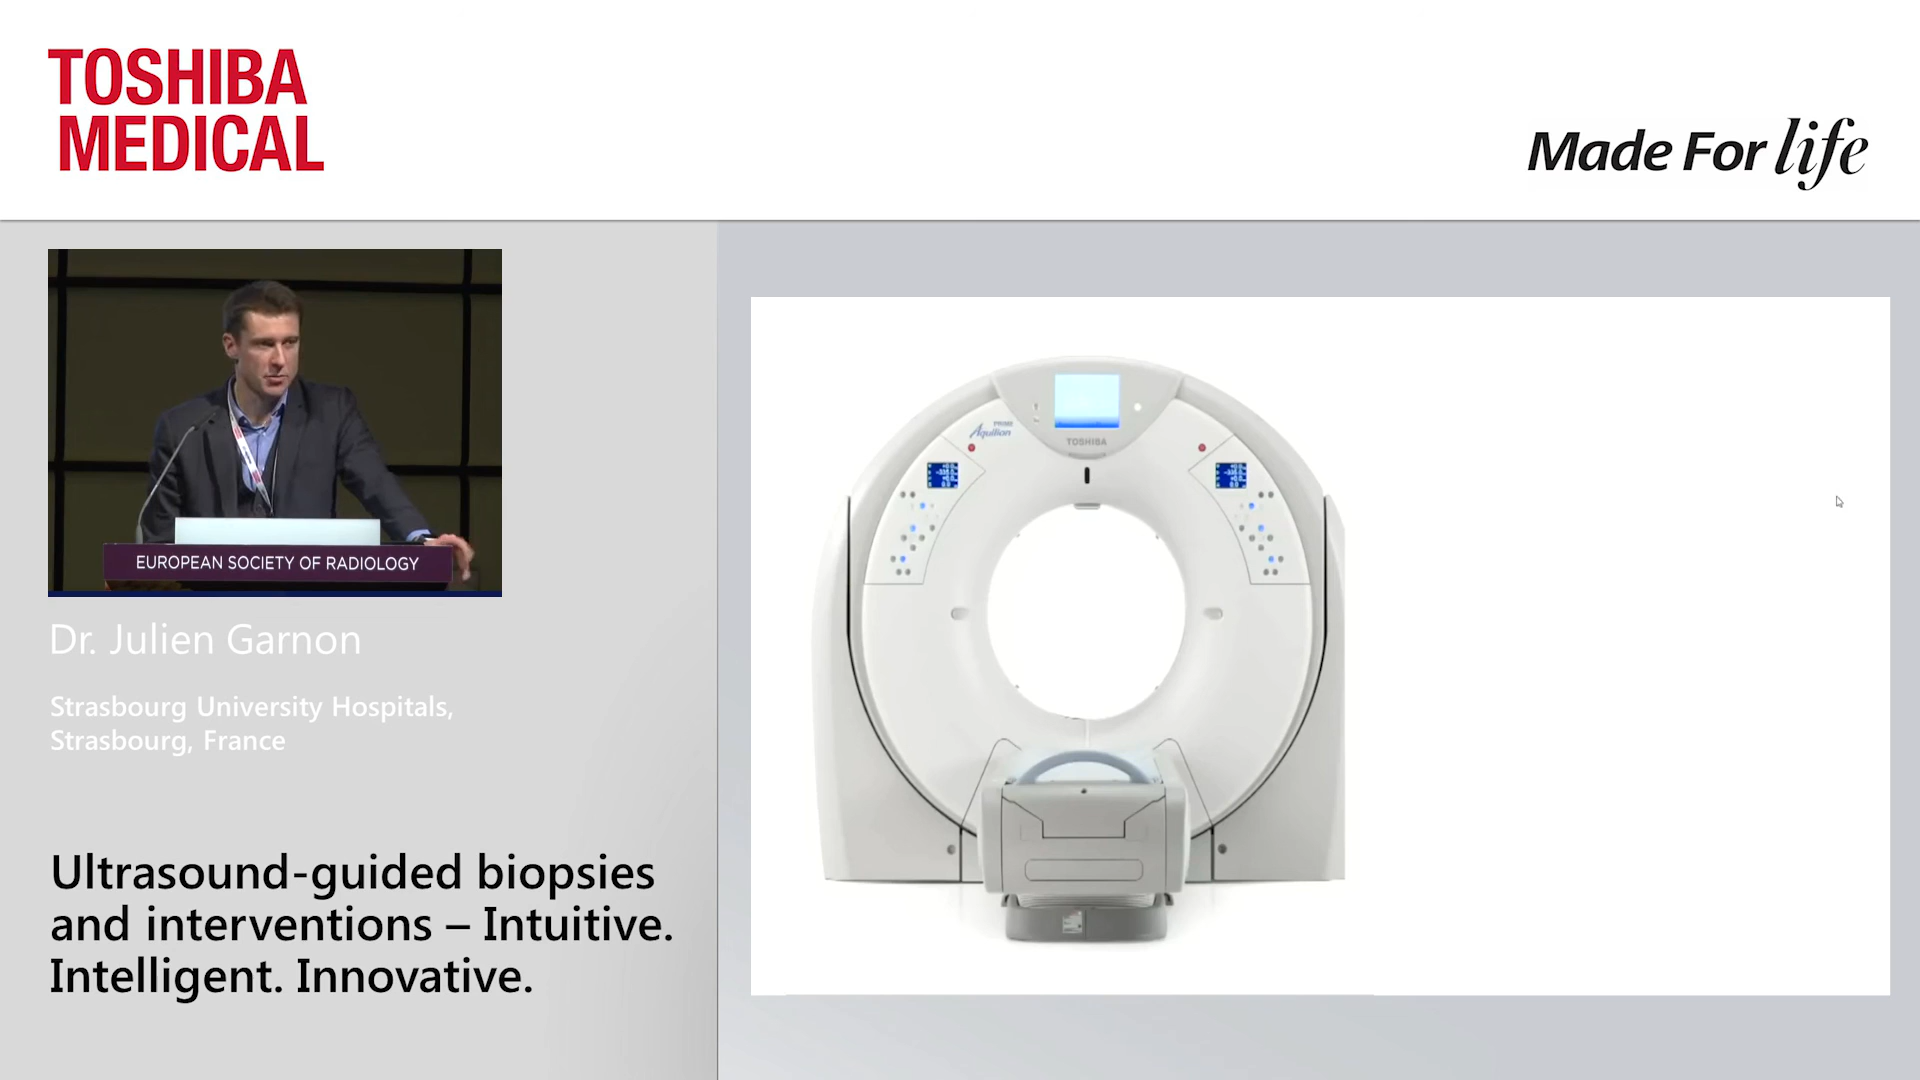 TOSHIBA
MEDICAL
Made For life
EUROPEAN SOCIETY OF RADIOLOGY
Dr. Julien Garnon
Strasbourg University Hospitals,
Strasbourg, France
Ultrasound-guided biopsies
and interventions – Intuitive.
Intelligent. Innovative.
Aquilion
TOSHIBA